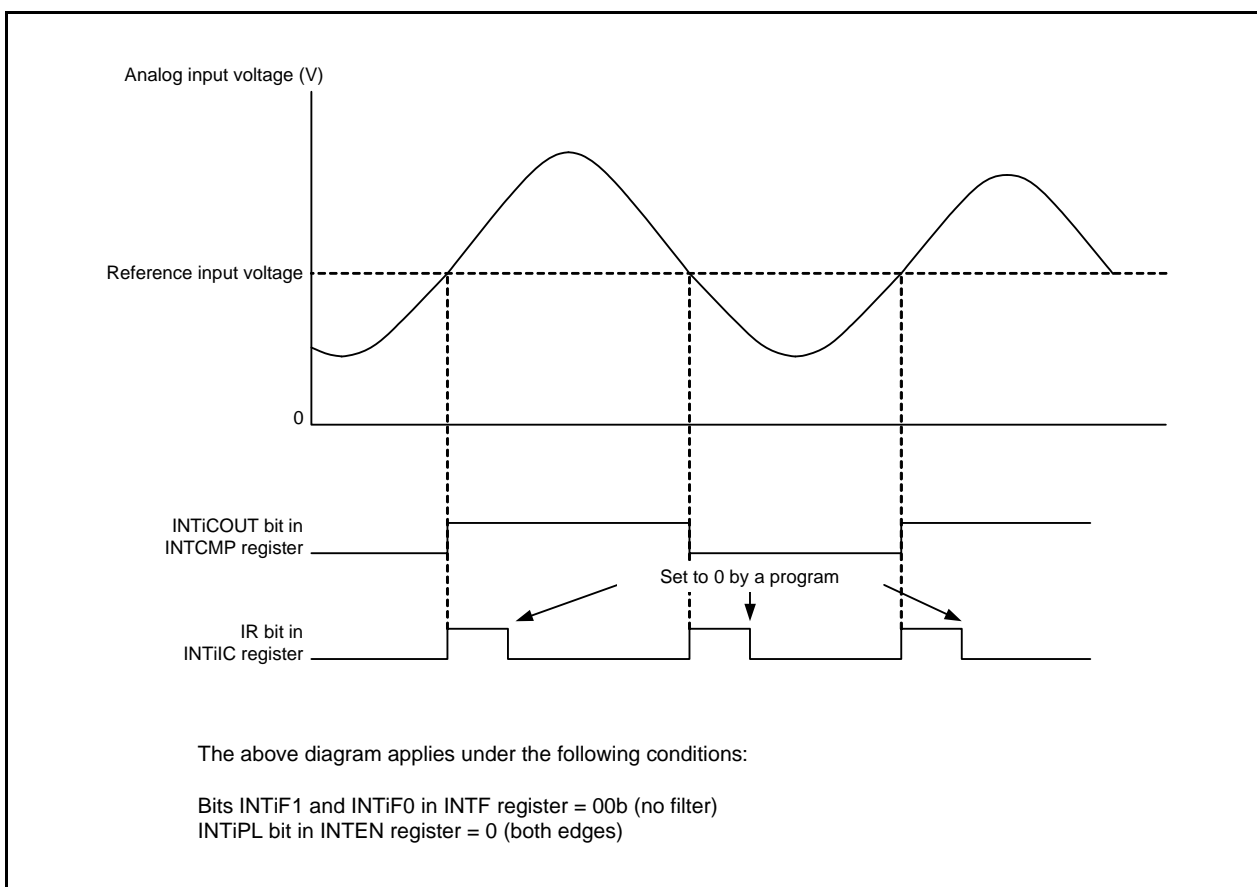 Analog input voltage (V)
Reference input voltage
0
INTiCOUT bit in
INTCMP register
Set to 0 by a program
IR bit in
INTiIC register
The above diagram applies under the following conditions:
Bits INTiF1 and INTiF0 in INTF register = 00b (no filter)
INTiPL bit in INTEN register = 0 (both edges)